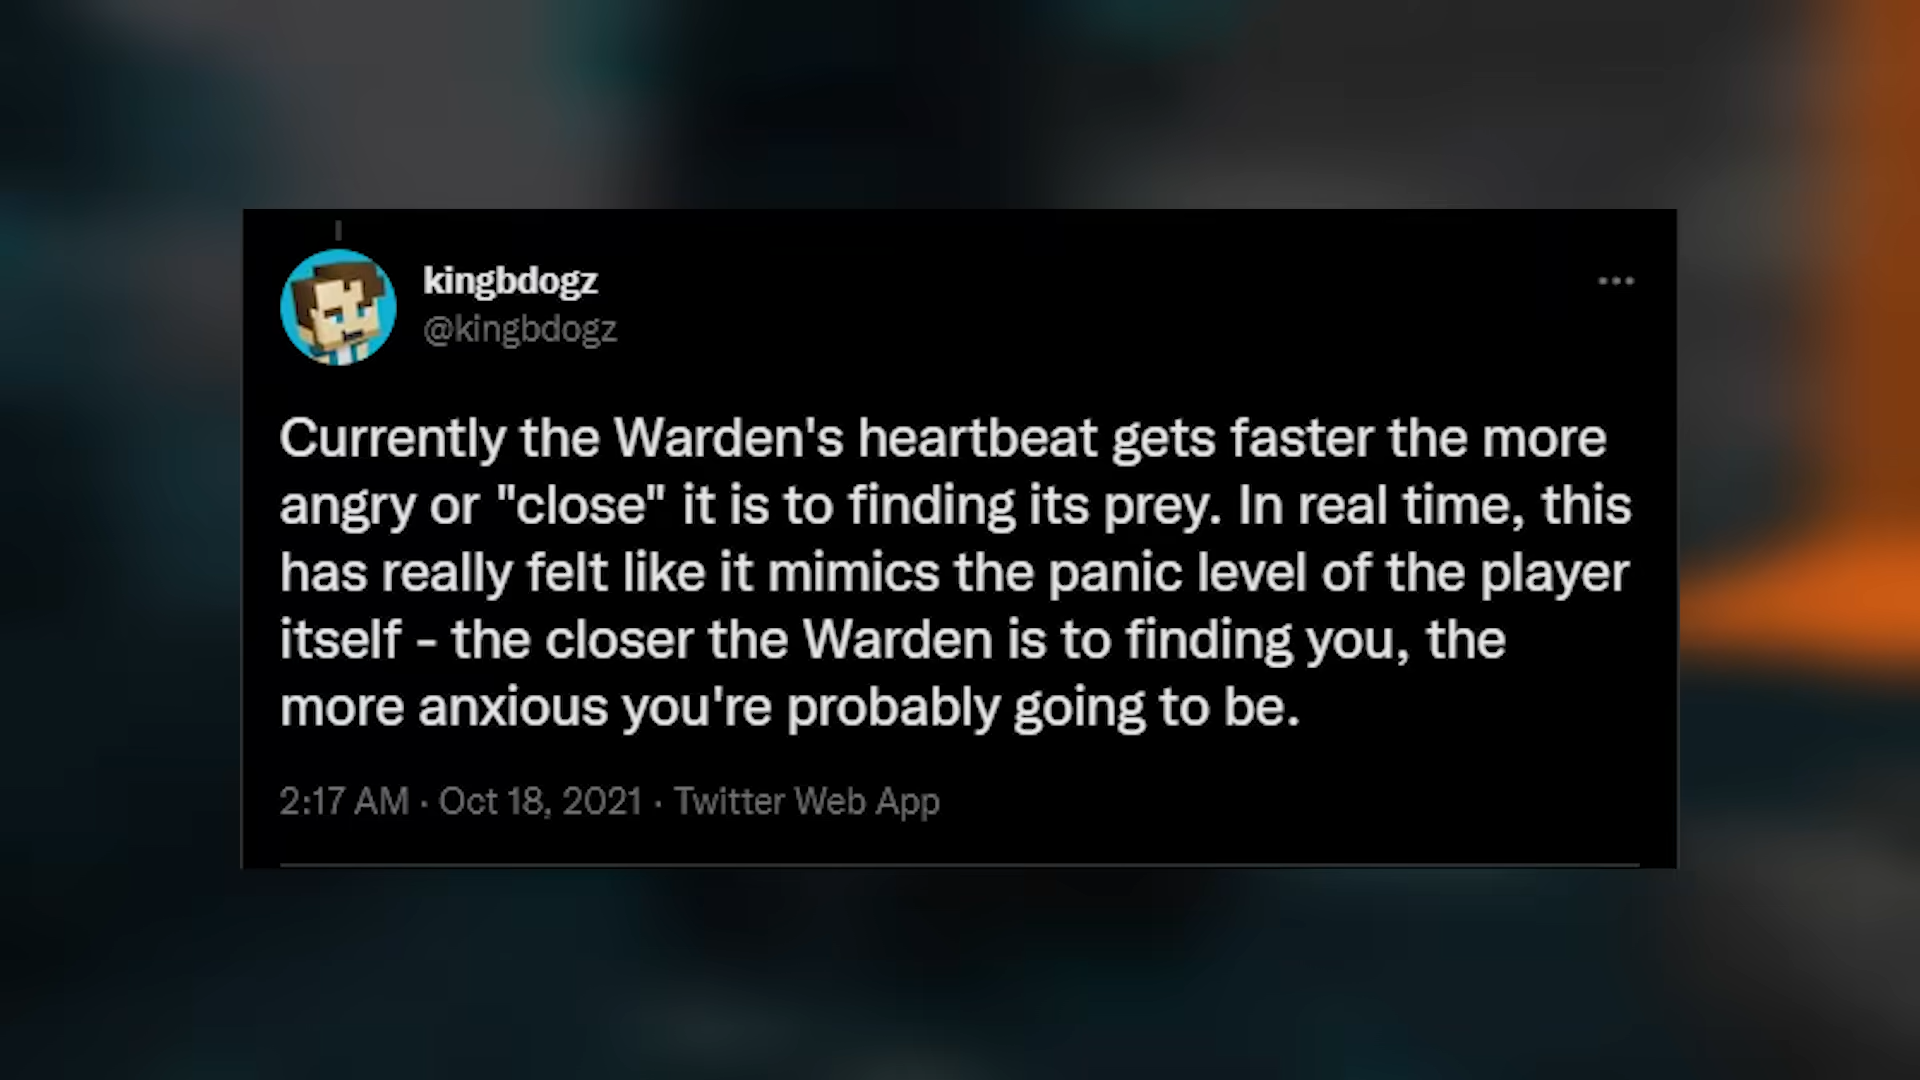 kingbdogz
@kingbdogz
Currently the Warden's heartbeat gets faster the more
angry or "close" it is to finding its prey. In real time, this
has really felt like it mimics the panic level of the player
itself - the closer the Warden is to finding you, the
more anxious you're probably going to be.
2:17 AM · Oct 18, 2021 · Twitter Web App